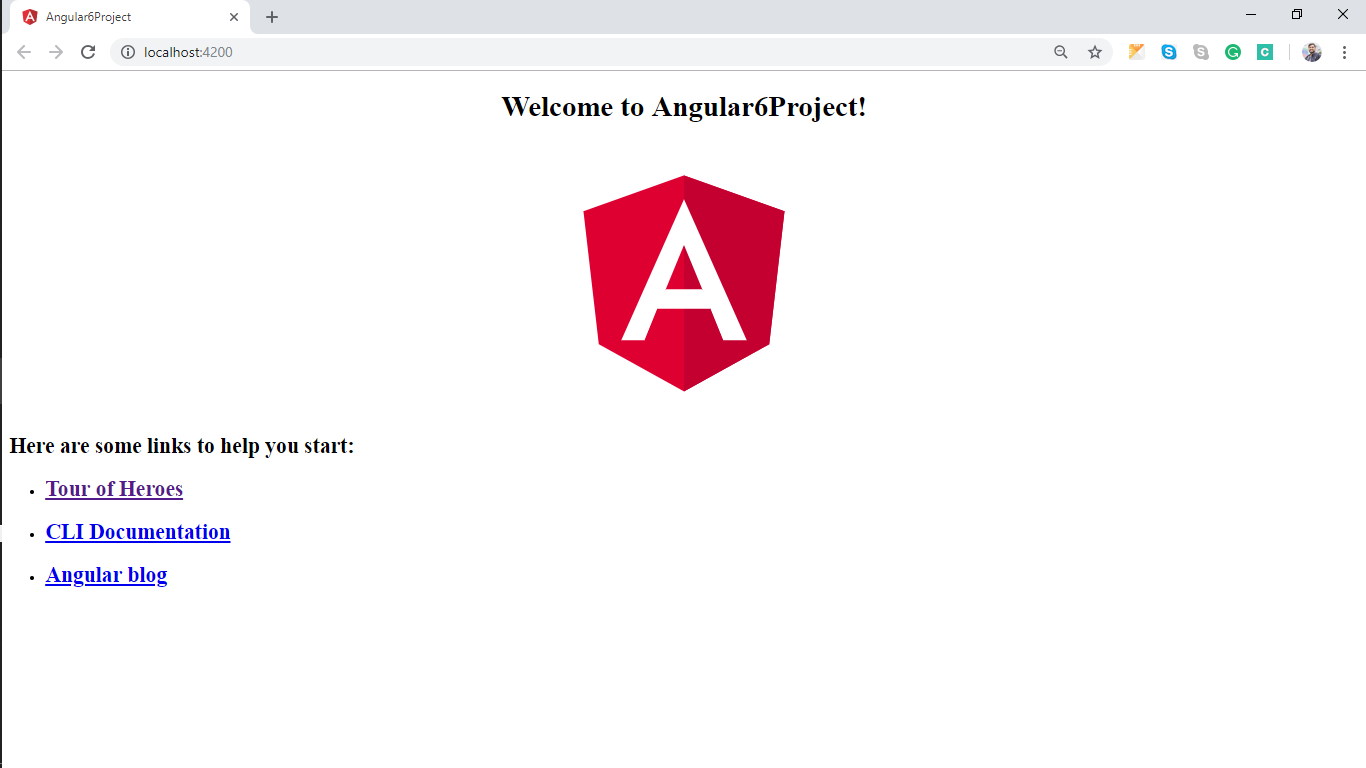 Angular6Project
localhost:4200
Welcome to Angular6Project!
A
Here are some links to help you start:
Tour of Heroes
CLI Documentation
Angular blog